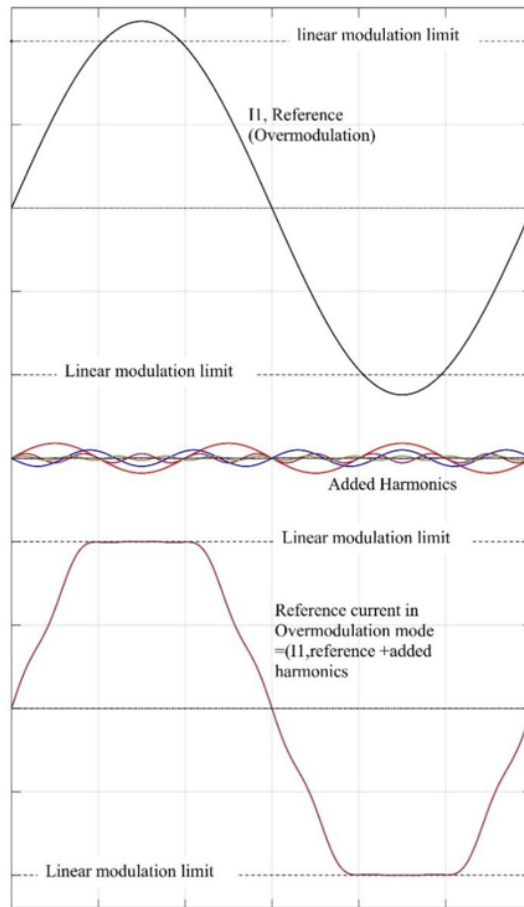 linear modulation limit
I1, Reference
(Overmodulation)
Linear modulation limit
Added Harmonics
Linear modulation limit
Reference current in
Overmodulation mode
=(I1,reference +added
harmonics
Linear modulation limit